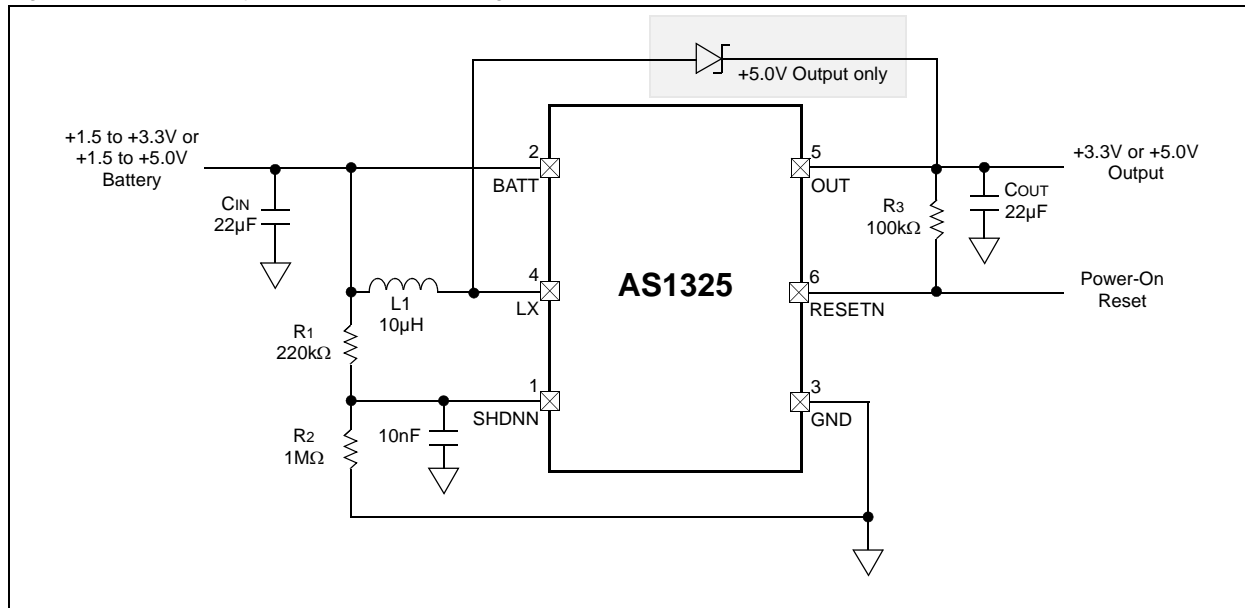 +5.0V Output only
+1.5 to +3.3V or
+1.5 to +5.0V
Battery
CIN
22µF
2
BATT
5
OUT
+3.3V or +5.0V
Output
COUT
22µF
R3
100kΩ
4
LX
L1
10µH
AS1325
6
RESETN
Power-On
Reset
R1
220kΩ
1
SHDNN
3
GND
R2
1MΩ
10nF